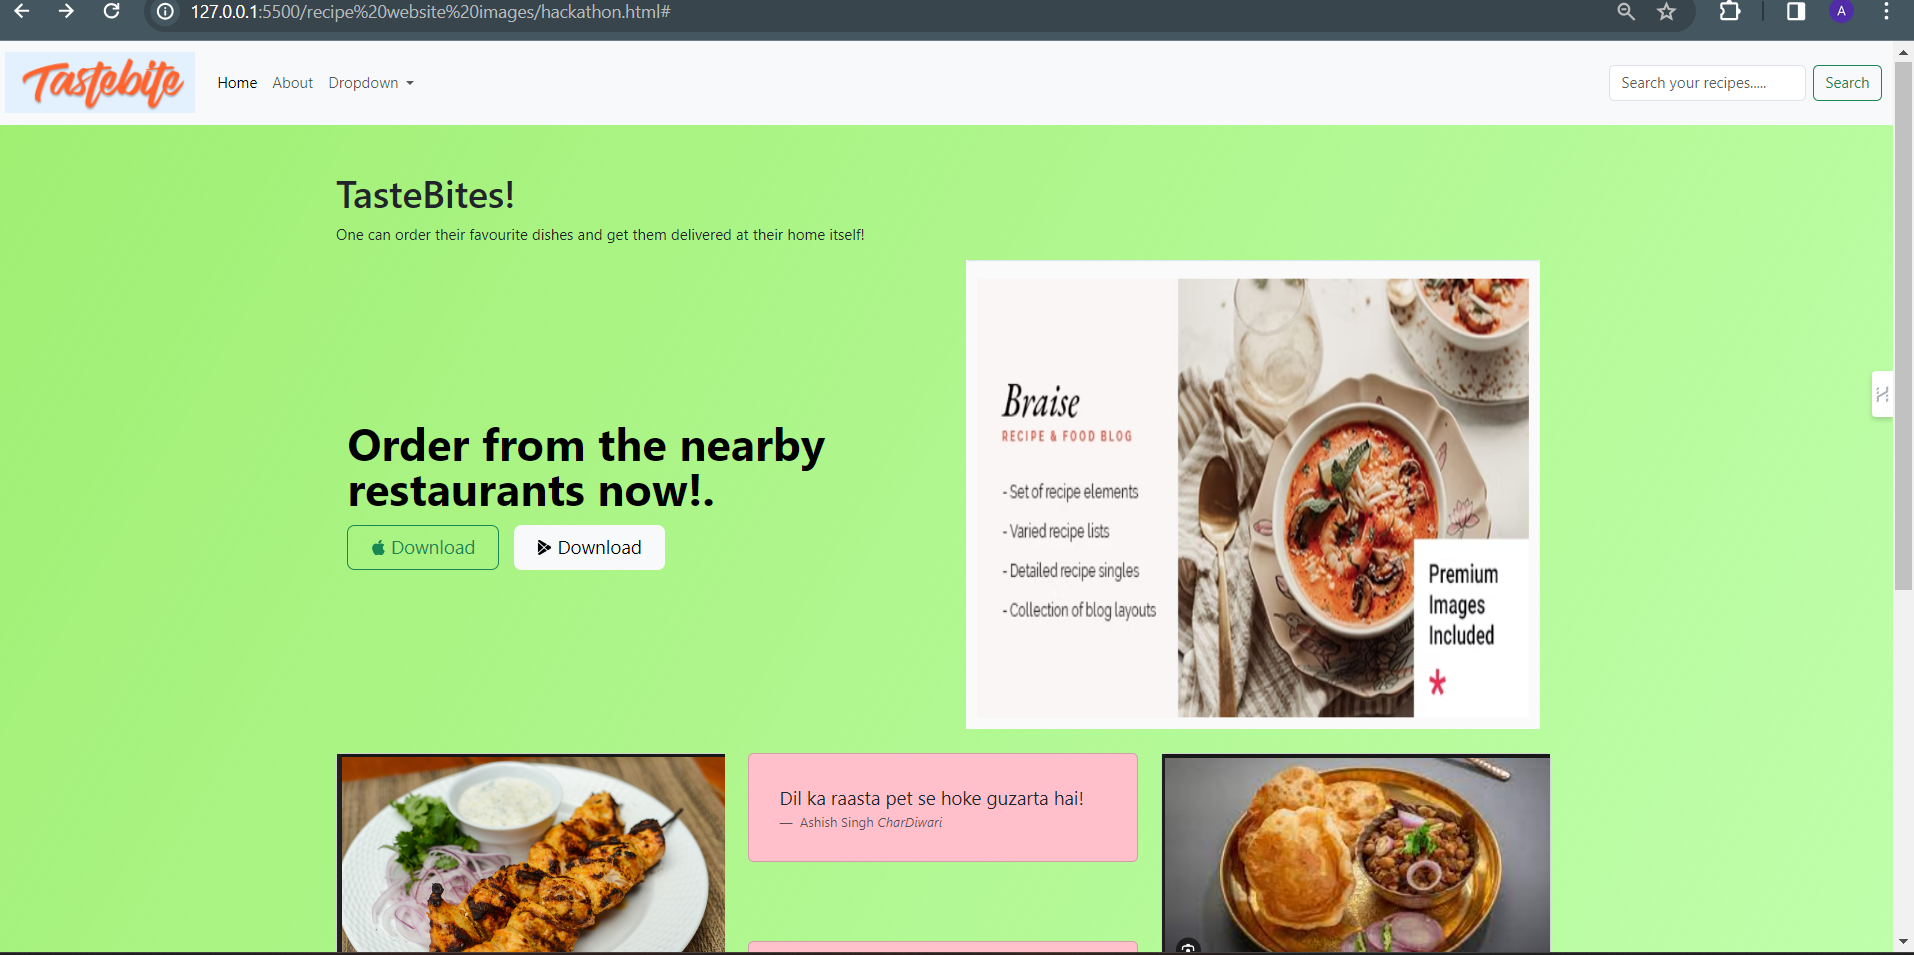 127.0.0.1:5500/recipe%20website%20images/hackathon.html#
A
Tastebite
Home About Dropdown
Search your recipes.....
Search
TasteBites!
One can order their favourite dishes and get them delivered at their home itself!
Order from the nearby
restaurants now!.
Download
Download
Braise
RECIPE & FOOD BLOG
- Set of recipe elements
- Varied recipe lists
- Detailed recipe singles
- Collection of blog layouts
Premium
Images
Included
*
Dil ka raasta pet se hoke guzarta hai!
— Ashish Singh CharDiwari